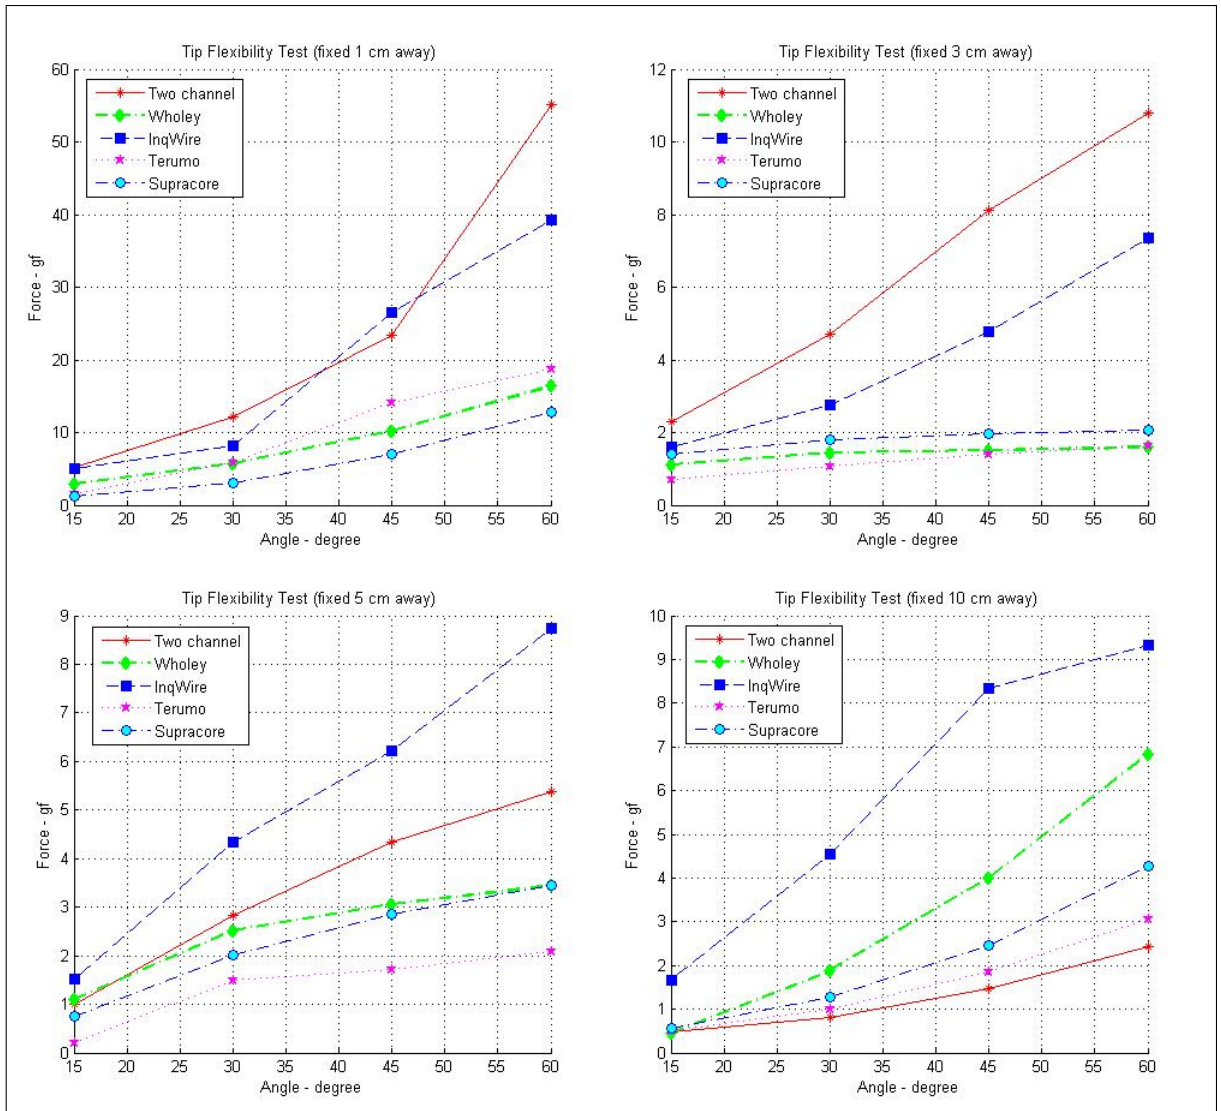 Tip Flexibility Test (fixed 1 cm away)
60
50
40
30
20
10
0
Force - gf
Two channel
Wholey
InqWire
Terumo
Supracore
15 20 25 30 35 40 45 50 55 60
Angle - degree
Tip Flexibility Test (fixed 3 cm away)
12
10
8
6
4
2
0
Force - gf
Two channel
Wholey
InqWire
Terumo
Supracore
15 20 25 30 35 40 45 50 55 60
Angle - degree
Tip Flexibility Test (fixed 5 cm away)
9
8
7
6
5
4
3
2
1
0
Force - gf
Two channel
Wholey
InqWire
Terumo
Supracore
15 20 25 30 35 40 45 50 55 60
Angle - degree
Tip Flexibility Test (fixed 10 cm away)
10
9
8
7
6
5
4
3
2
1
0
Force - gf
Two channel
Wholey
InqWire
Terumo
Supracore
15 20 25 30 35 40 45 50 55 60
Angle - degree